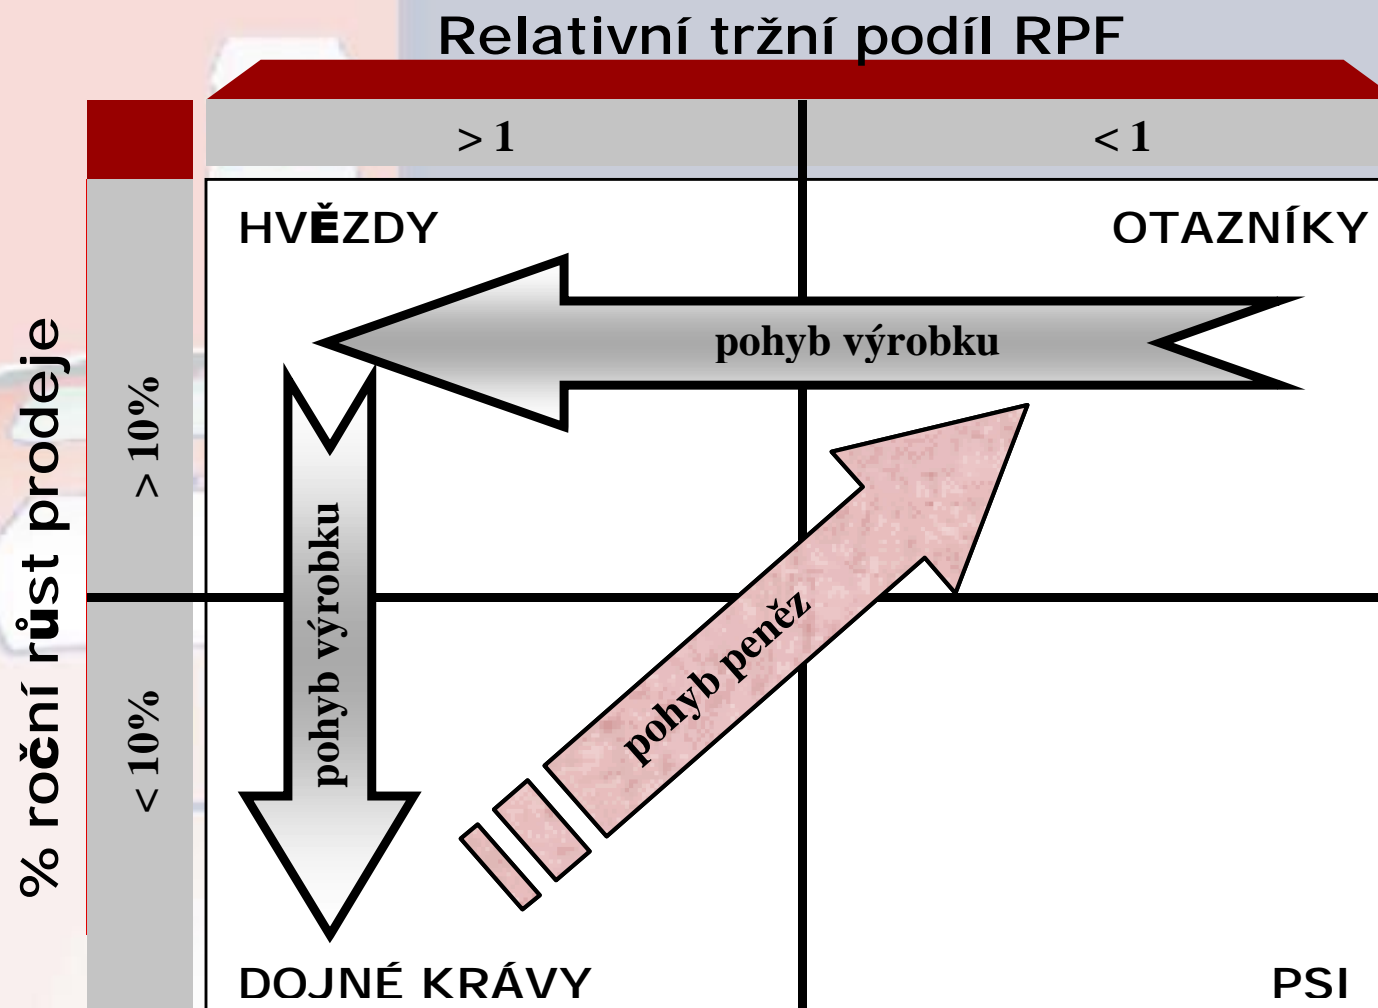 Relativní tržní podíl RPF
> 1
< 1
HVĚZDY
OTAZNÍKY
pohyb výrobku
% roční růst prodeje
> 10%
pohyb výrobku
pohyb peněz
< 10%
DOJNÉ KRÁVY
PSI